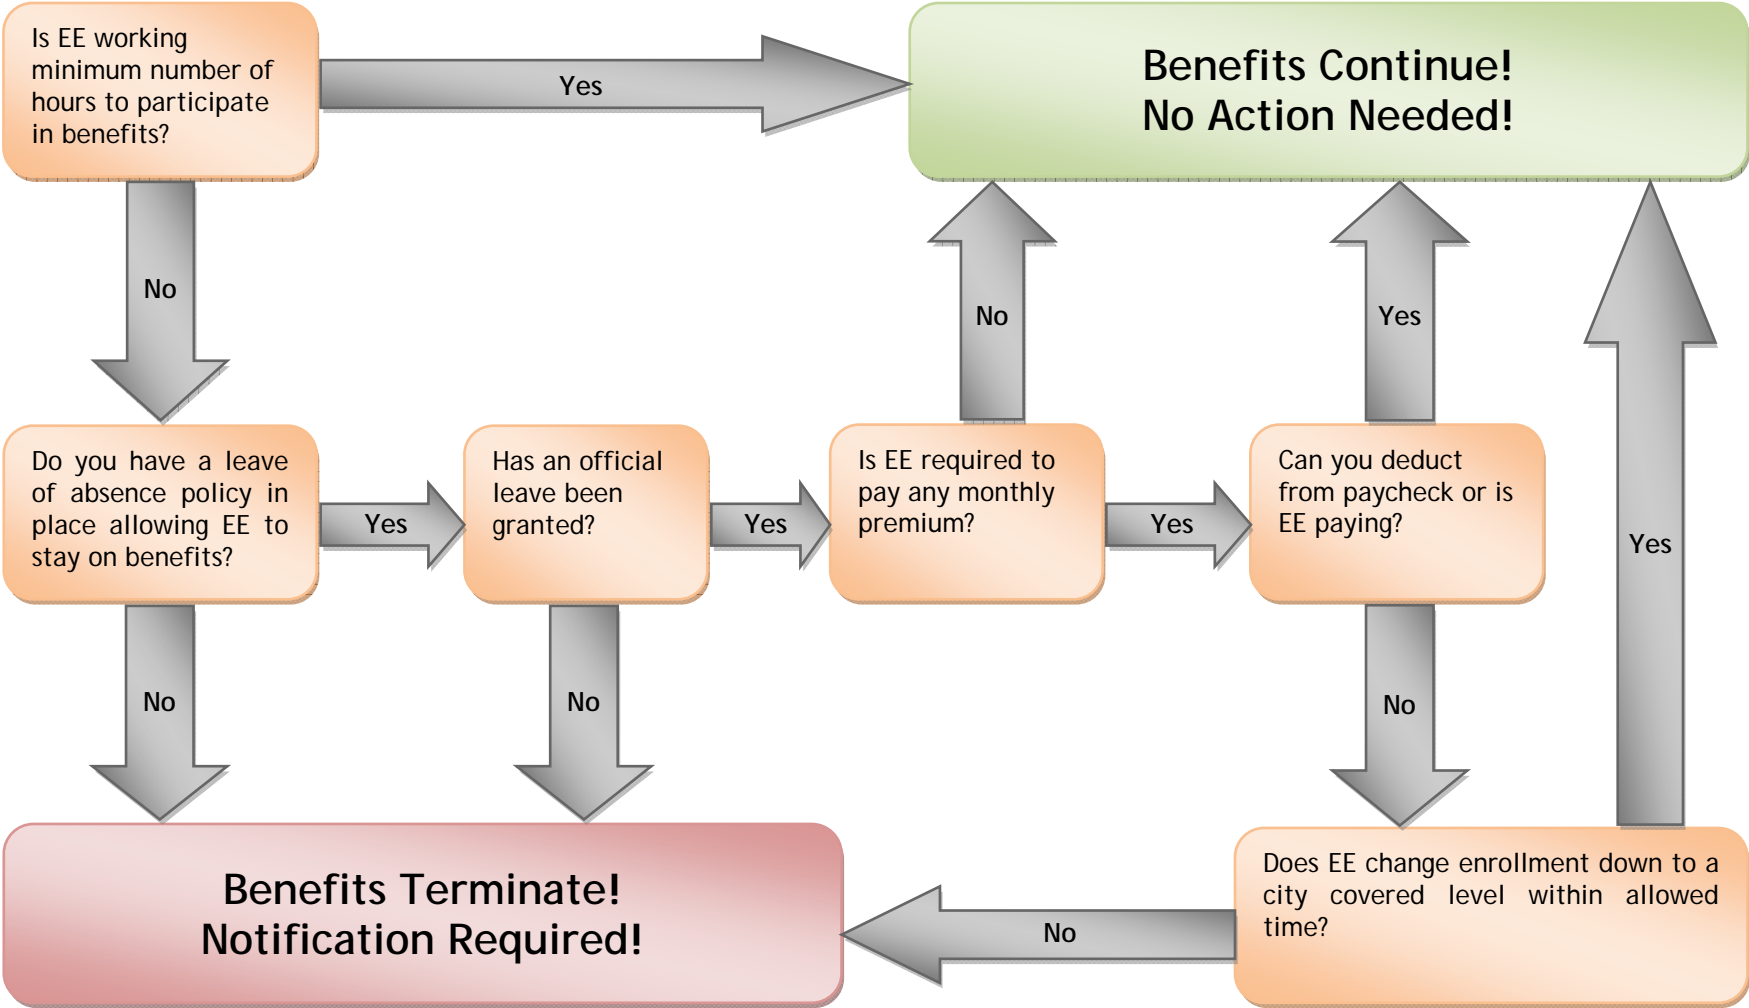 Is EE working
minimum number of
hours to participate
in benefits?
Yes
Benefits Continue!
No Action Needed!
No
No
Yes
Do you have a leave
of absence policy in
place allowing EE to
stay on benefits?
Yes
Has an official
leave been
granted?
Yes
Is EE required to
pay any monthly
premium?
Yes
Can you deduct
from paycheck or is
EE paying?
Yes
No
No
No
Benefits Terminate!
Notification Required!
No
Does EE change enrollment down to a
city covered level within allowed
time?